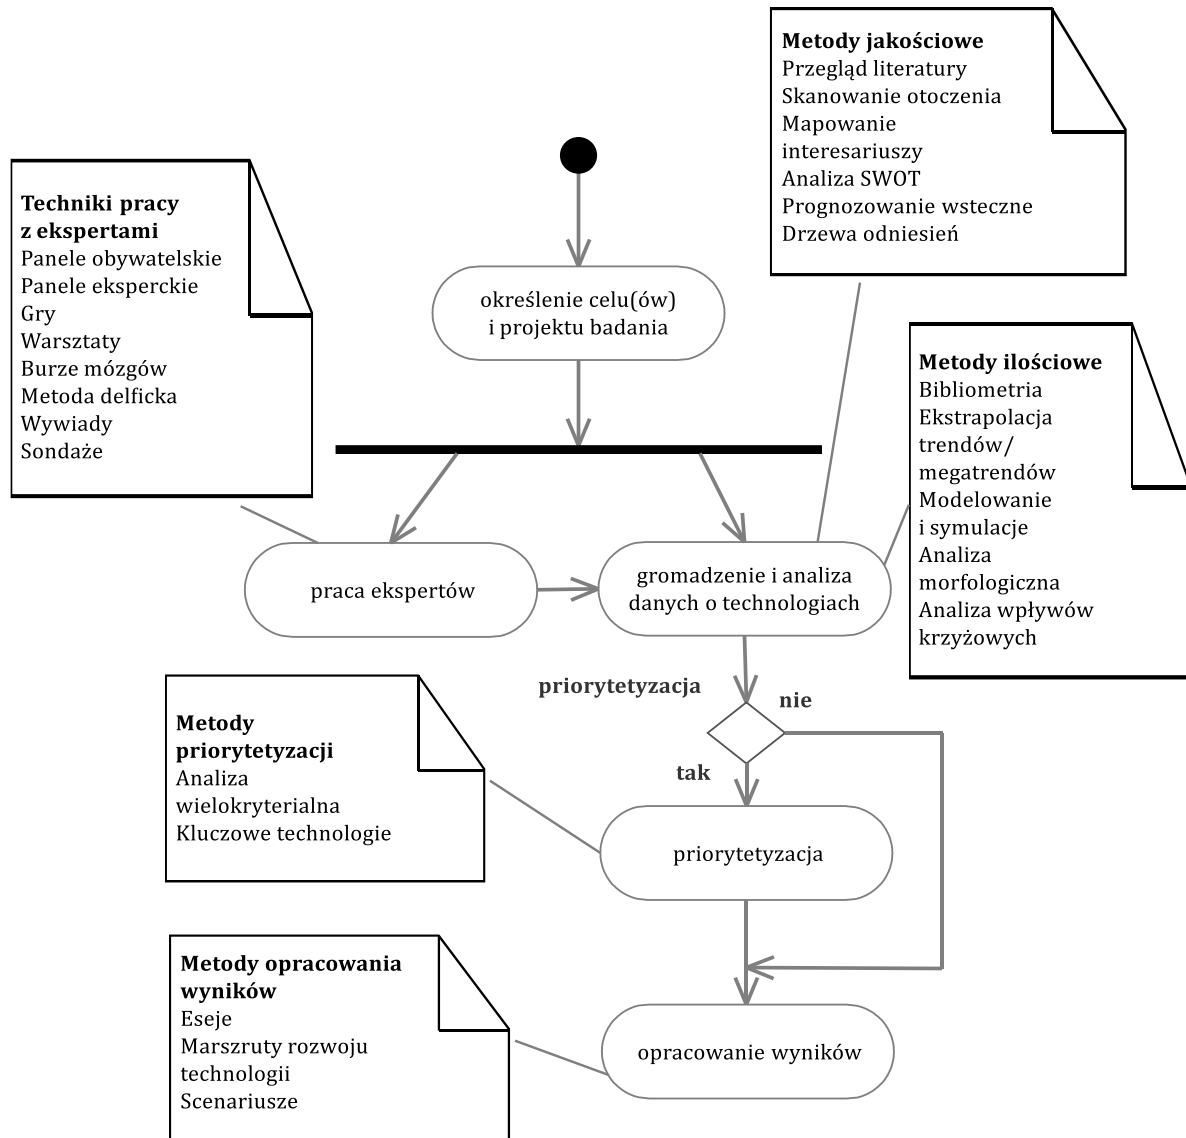 Metody jakościowe
Przegląd literatury
Skanowanie otoczenia
Mapowanie
interesariuszy
Analiza SWOT
Prognozowanie wsteczne
Drzewa odniesień
Techniki pracy
z ekspertami
Panele obywatelskie
Panele eksperckie
Gry
Warsztaty
Burze mózgów
Metoda delficka
Wywiady
Sondaże
określenie celu(ów)
i projektu badania
Metody ilościowe
Bibliometria
Ekstrapolacja
trendów/
megatrendów
Modelowanie
i symulacje
Analiza
morfologiczna
Analiza wpływów
krzyżowych
praca ekspertów
gromadzenie i analiza
danych o technologiach
priorytetyzacja
nie
tak
Metody
priorytetyzacji
Analiza
wielokryterialna
Kluczowe technologie
priorytetyzacja
Metody opracowania
wyników
Eseje
Marszruty rozwoju
technologii
Scenariusze
opracowanie wyników